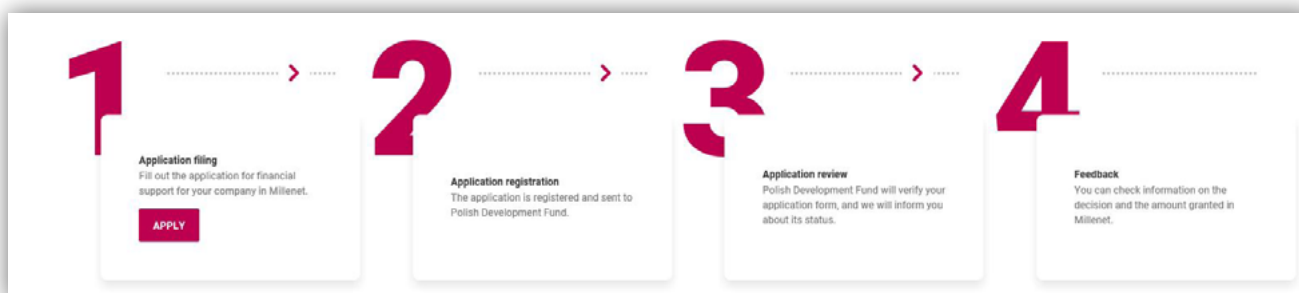 1
Application filing
Fill out the application for financial
support for your company in Millenet.
APPLY
2
Application registration
The application is registered and sent to
Polish Development Fund.
3
Application review
Polish Development Fund will verify your
application form, and we will inform you
about its status.
4
Feedback
You can check information on the
decision and the amount granted in
Millenet.